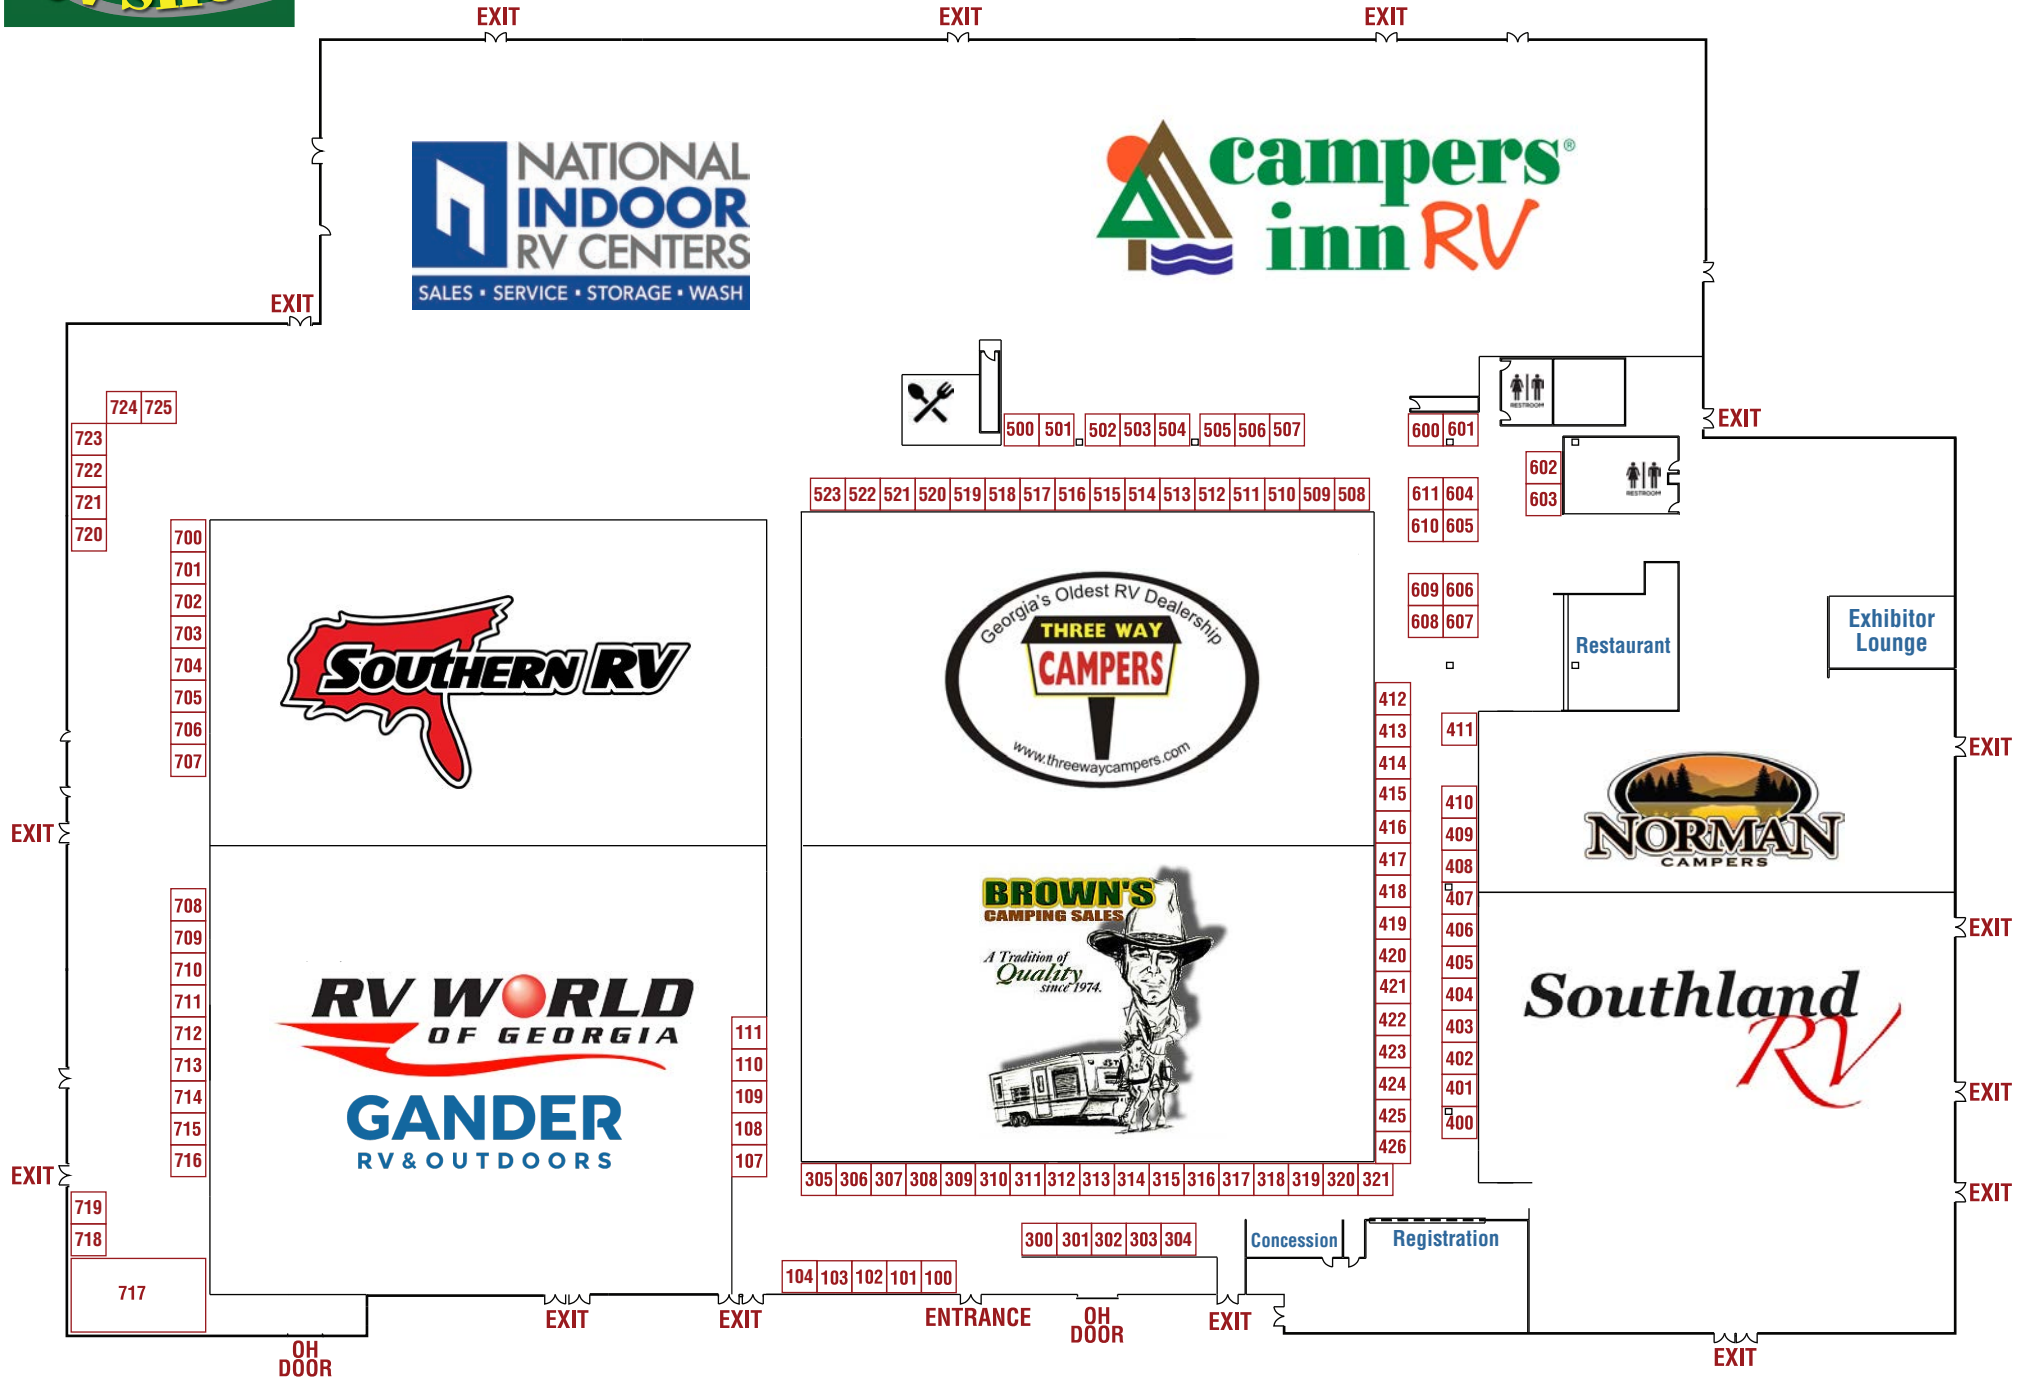 EXIT
EXIT
EXIT
NATIONAL
INDOOR
RV CENTERS
SALES • SERVICE • STORAGE • WASH
campers®
inn RV
EXIT
724 725
723
722
721
720
500 501 502 503 504 505 506 507
600 601
RESTROOM
EXIT
602
603
RESTROOM
523 522 521 520 519 518 517 516 515 514 513 512 511 510 509 508
611 604
610 605
609 606
608 607
Restaurant
Exhibitor
Lounge
700
701
702
703
704
705
706
707
SOUTHERN RV
Georgia's Oldest RV Dealership
THREE WAY
CAMPERS
www.threewaycampers.com
412
413
414
415
416
417
418
419
420
421
422
423
424
425
426
411
410
409
408
407
406
405
404
403
402
401
400
NORMAN
CAMPERS
EXIT
EXIT
EXIT
EXIT
EXIT
EXIT
708
709
710
711
712
713
714
715
716
RV WORLD
OF GEORGIA
GANDER
RV & OUTDOORS
111
110
109
108
107
BROWN'S
CAMPING SALES
A Tradition of
Quality
since 1974.
Southland
RV
305 306 307 308 309 310 311 312 313 314 315 316 317 318 319 320 321
719
718
717
300 301 302 303 304
Concession
Registration
104 103 102 101 100
EXIT
EXIT
ENTRANCE
OH
DOOR
EXIT
OH
DOOR
EXIT